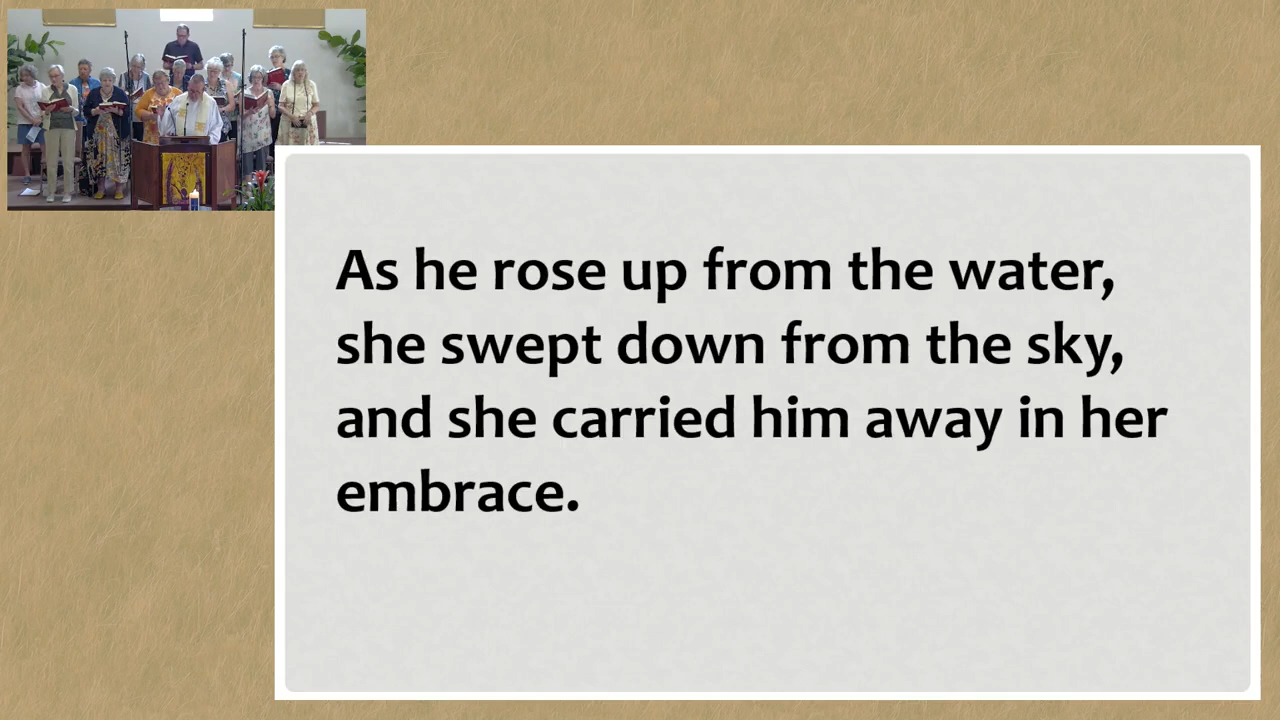 As he rose up from the water,
she swept down from the sky,
and she carried him away in her
embrace.